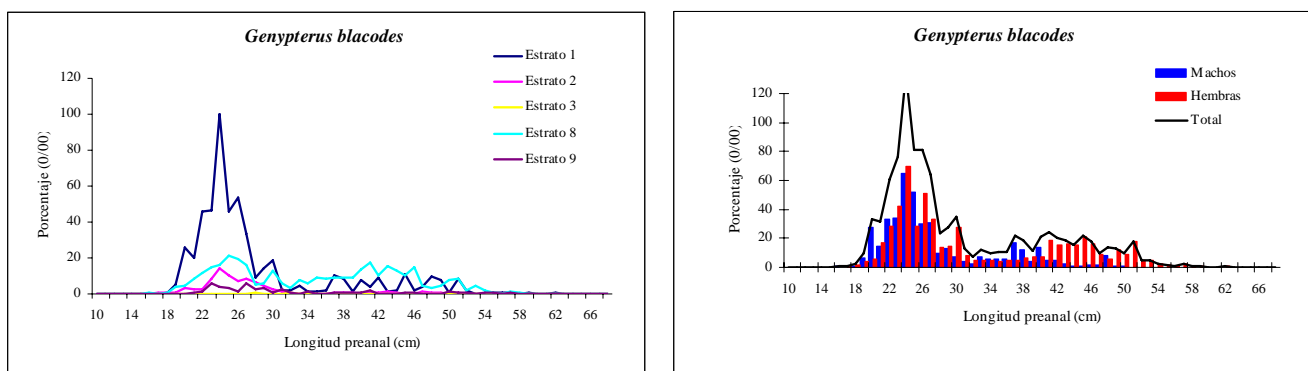 Genypterus blacodes
Estrato 1
Estrato 2
Estrato 3
Estrato 8
Estrato 9
Porcentaje (0/00)
120
100
80
60
40
20
0
10 14 18 22 26 30 34 38 42 46 50 54 58 62 66
Longitud preanal (cm)
Genypterus blacodes
Machos
Hembras
Total
Porcentaje (0/00)
120
100
80
60
40
20
0
10 14 18 22 26 30 34 38 42 46 50 54 58 62 66
Longitud preanal (cm)